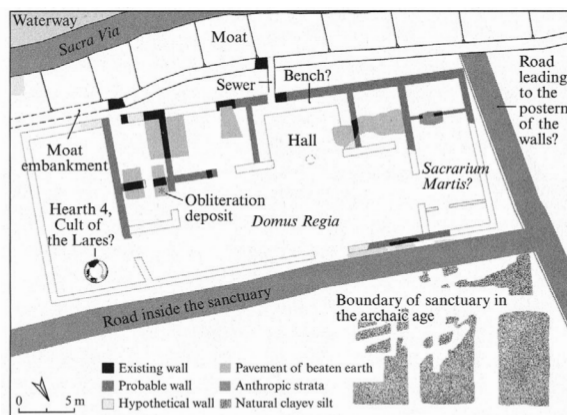 Waterway
Sacra Via
Moat
Sewer
Bench?
Road
leading
to the
postern
of the
walls?
Moat
embankment
Hall
Sacrarium
Martis?
Obliteration
deposit
Hearth 4,
Cult of
the Lares?
Domus Regia
Road inside the sanctuary
Boundary of sanctuary in
the archaic age
Existing wall
Probable wall
Hypothetical wall
Pavement of beaten earth
Anthropic strata
Natural clayey silt
N
0 5 m